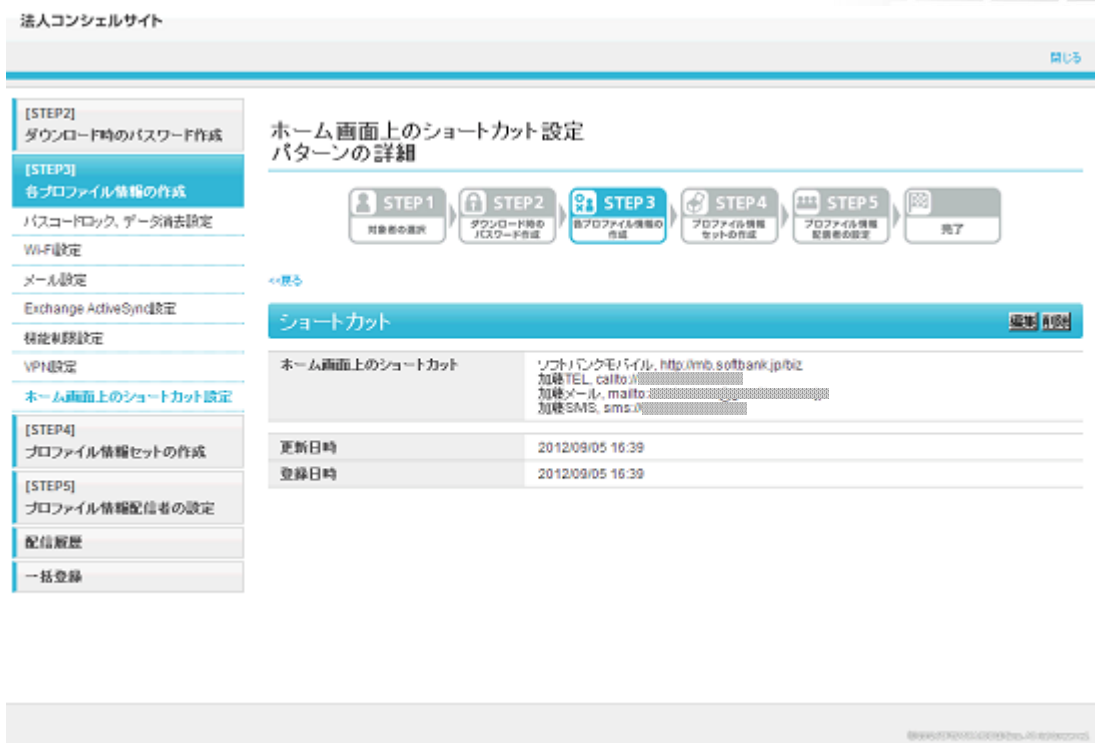 法人コンシェルサイト
閉じる
[STEP2]
ダウンロード時のパスワード作成
[STEP3]
各プロファイル情報の作成
パスコードロック、データ消去設定
Wi-Fi設定
メール設定
Exchange ActiveSync設定
機能制限設定
VPN設定
ホーム画面上のショートカット設定
[STEP4]
プロファイル情報セットの作成
[STEP5]
プロファイル情報配信者の設定
配信履歴
一括登録
ホーム画面上のショートカット設定
パターンの詳細
STEP 1
対象者の選択
STEP 2
ダウンロード時の
パスワード作成
STEP 3
各プロファイル情報の
作成
STEP 4
プロファイル情報
セットの作成
STEP 5
プロファイル情報
配信者の設定
完了
<<戻る
ショートカット
編集 削除
ホーム画面上のショートカット
ソフトバンクモバイル, http://mb.softbank.jp/biz
加藤TEL, callto://
加藤メール, mailto:
加藤SMS, sms://
更新日時
2012/09/05 16:39
登録日時
2012/09/05 16:39